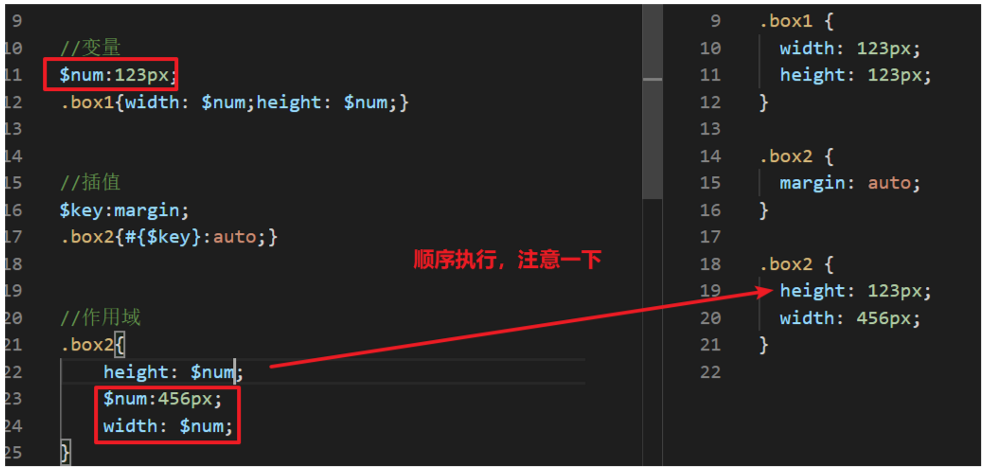 9
10 //变量
11 $num:123px;
12 .box1{width: $num;height: $num;}
13
14
15 //插值
16 $key:margin;
17 .box2{#{$key}:auto;}
18
19
20 //作用域
21 .box2{
22 height: $num;
23 $num:456px;
24 width: $num;
25 }
顺序执行，注意一下
9 .box1 {
10 width: 123px;
11 height: 123px;
12 }
13
14 .box2 {
15 margin: auto;
16 }
17
18 .box2 {
19 height: 123px;
20 width: 456px;
21 }
22